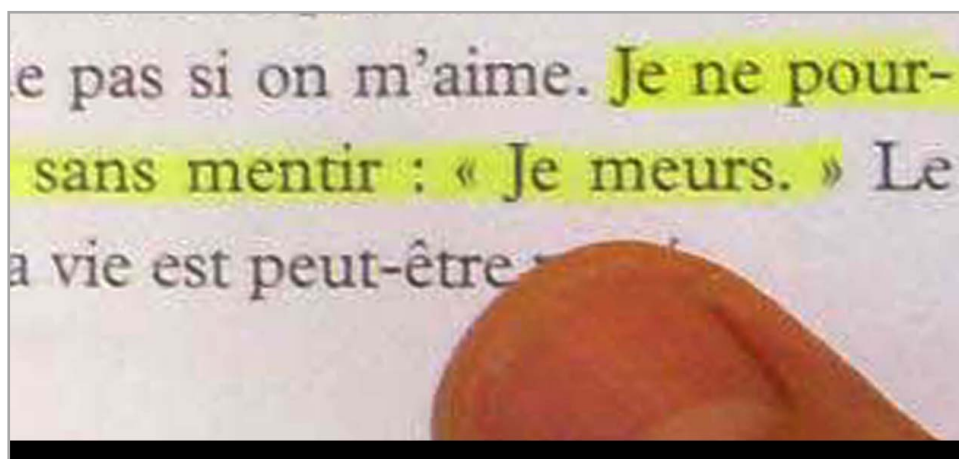 e pas si on m'aime. Je ne pour-
sans mentir : « Je meurs. » Le
a vie est peut-être